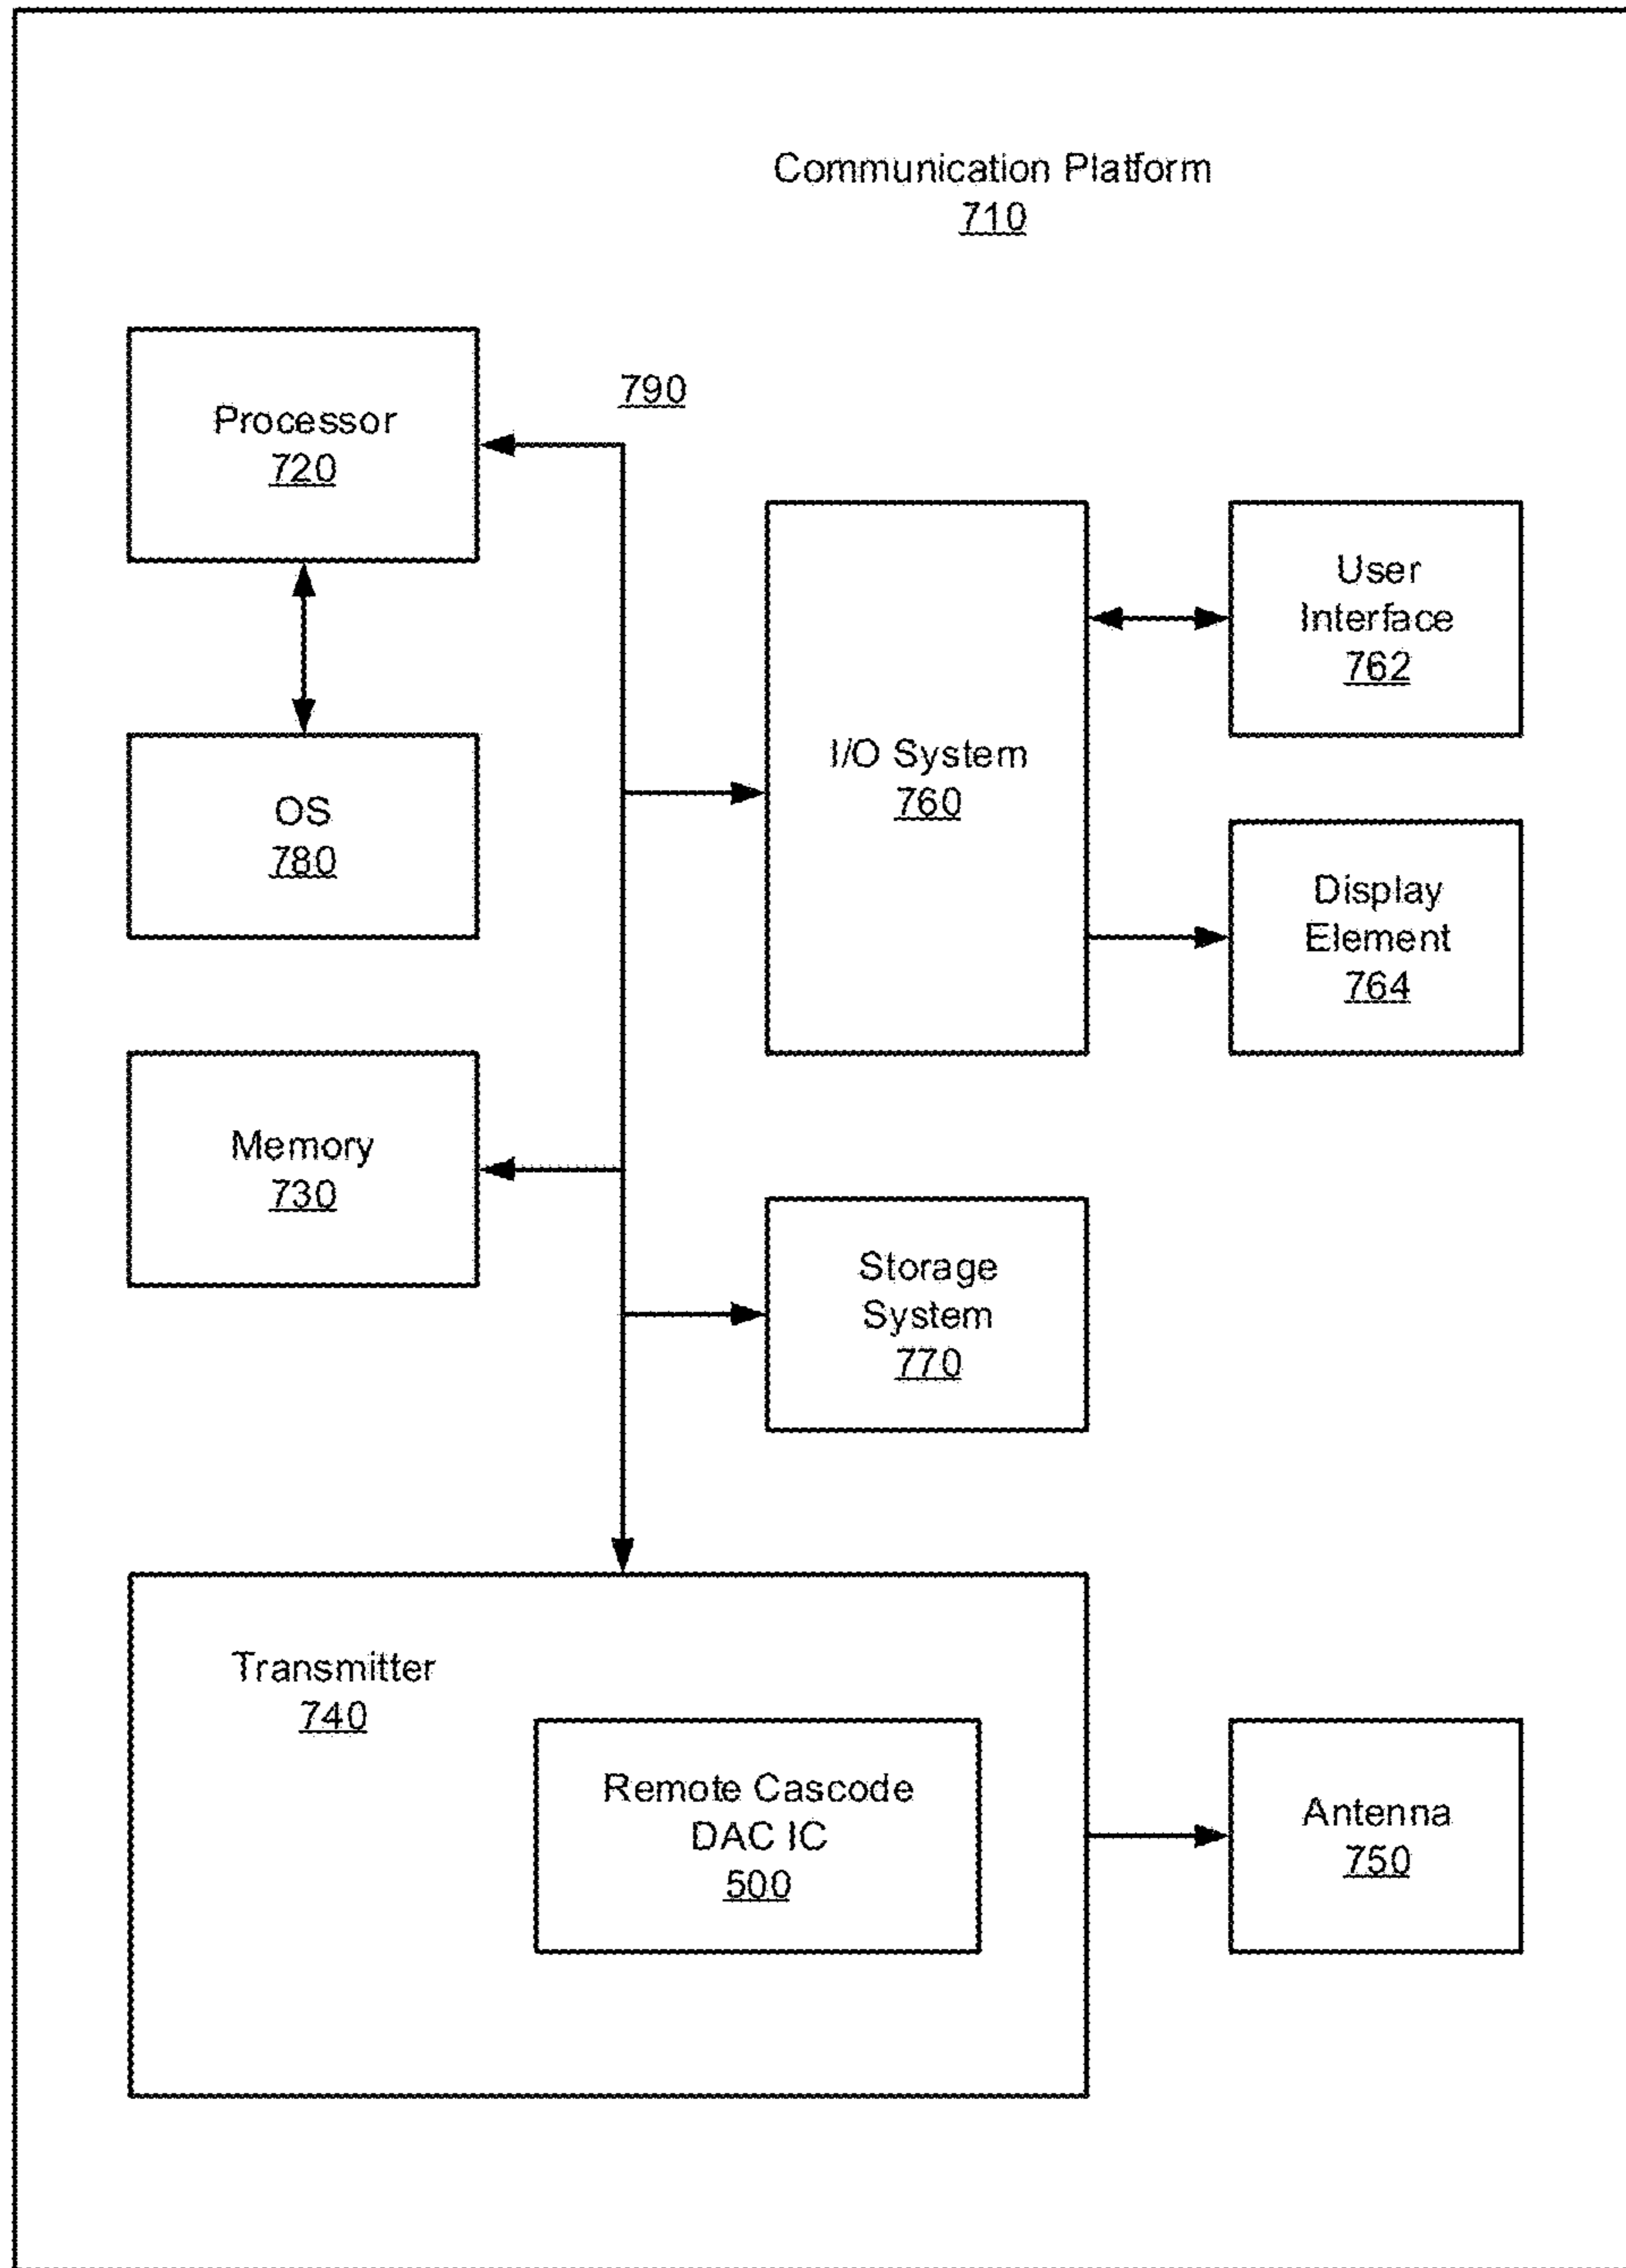 Communication Platform
710
Processor
720
790
User
Interface
762
I/O System
760
OS
780
Display
Element
764
Memory
730
Storage
System
770
Transmitter
740
Remote Cascode
DAC IC
500
Antenna
750